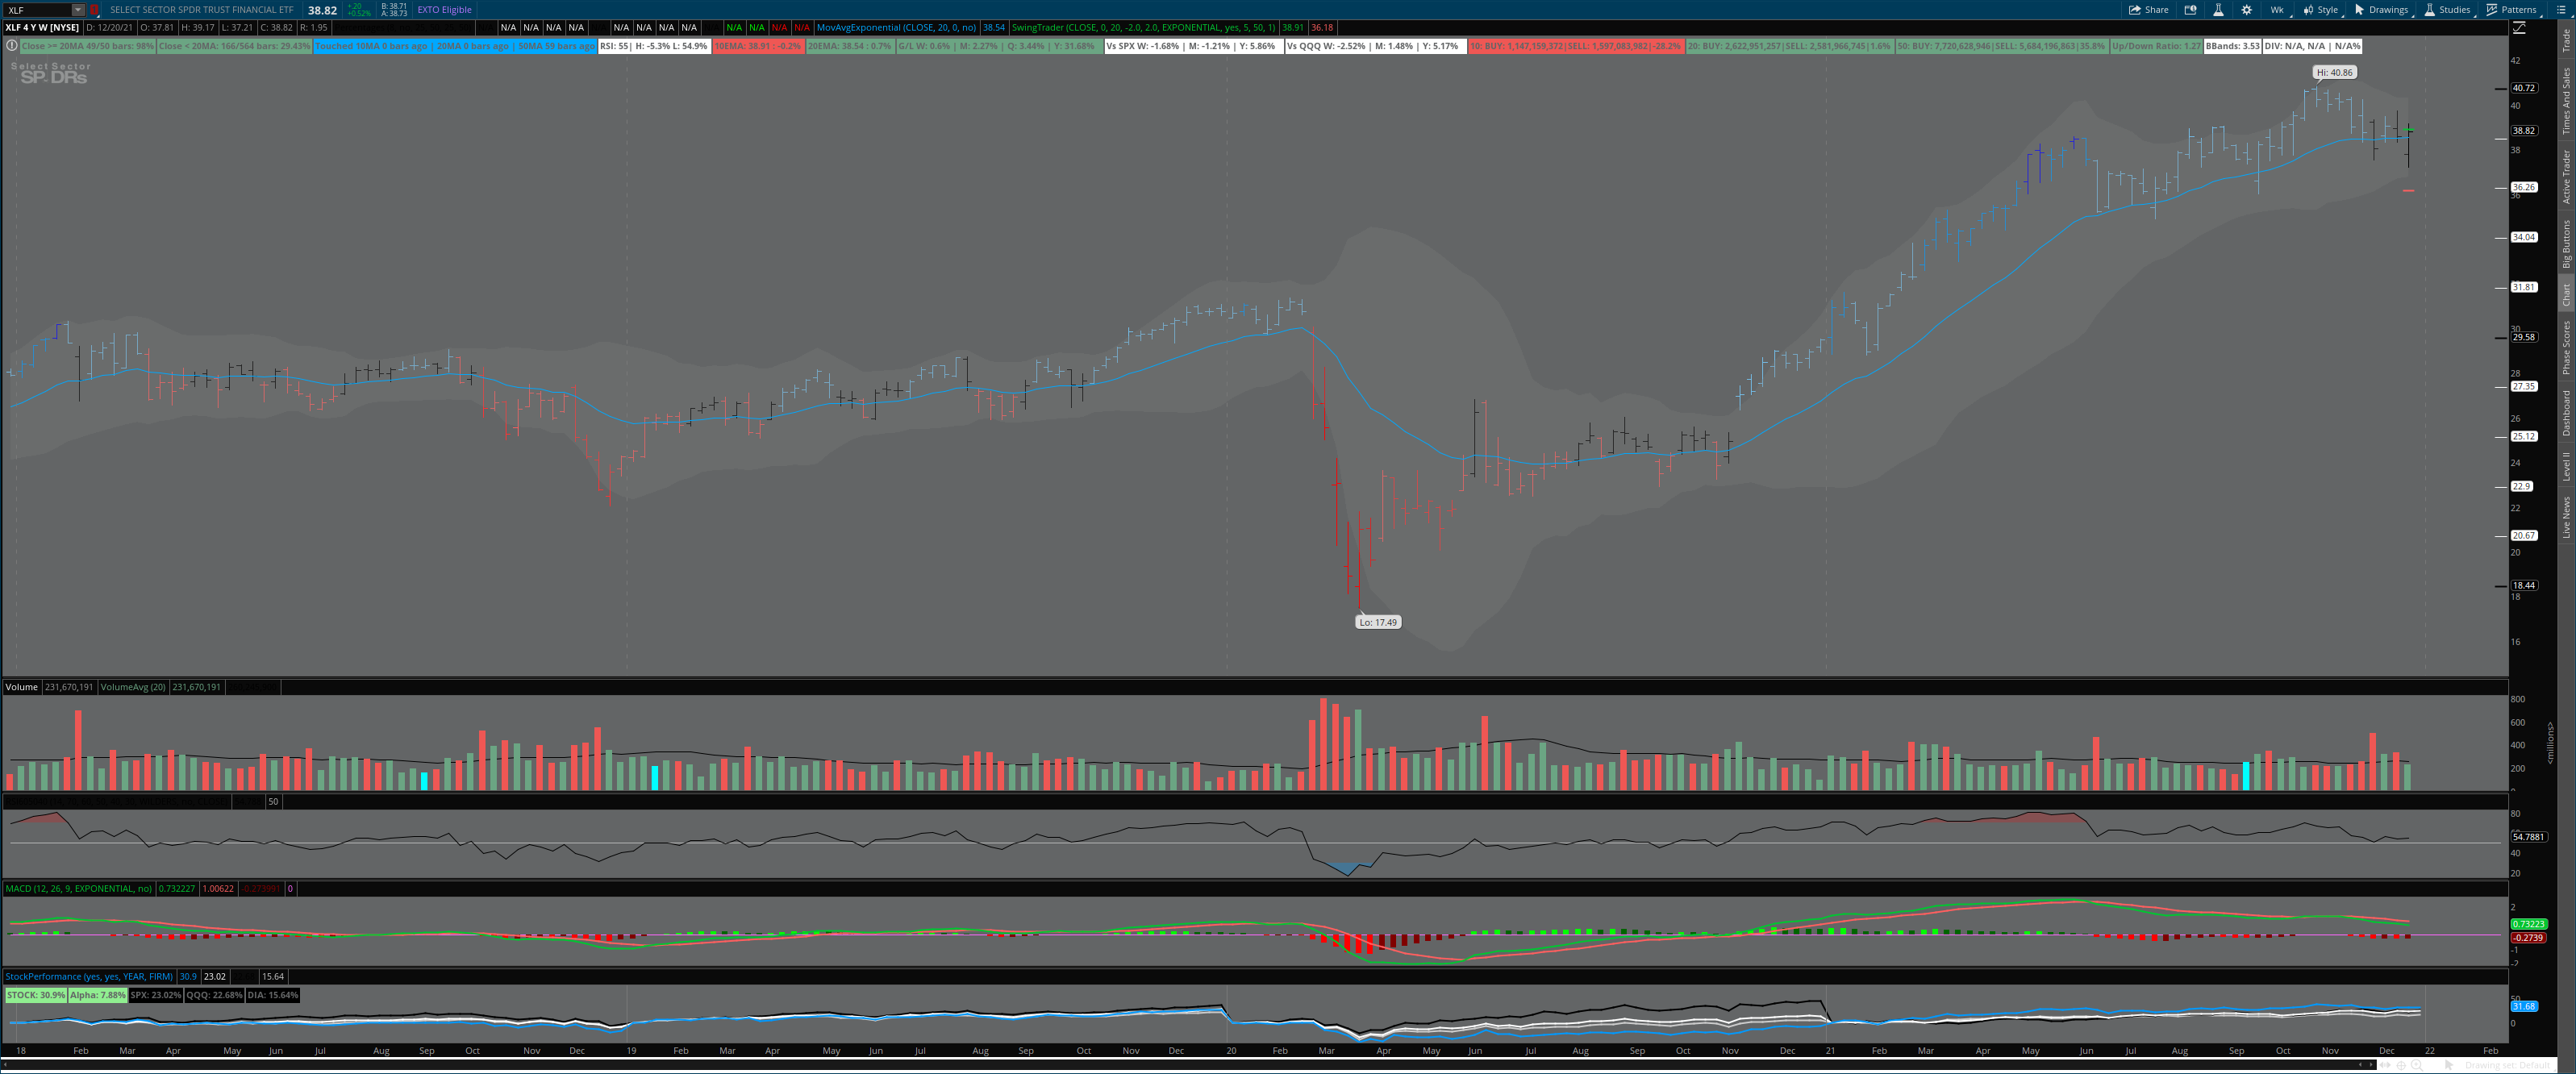 XLF SELECT SECTOR SPDR TRUST FINANCIAL ETF 38.82 +.20 +0.52% B: 38.71 A: 38.73 EXTO Eligible Share Wk Style Drawings Studies Patterns
XLF 4 Y W [NYSE] D: 12/20/21 O: 37.81 H: 39.17 L: 37.21 C: 38.82 R: 1.95 N/A N/A N/A N/A N/A N/A N/A N/A N/A N/A N/A N/A MovAvgExponential (CLOSE, 20, 0, no) 38.54 SwingTrader (CLOSE, 0, 20, -2.0, 2.0, EXPONENTIAL, yes, 5, 50, 1) 38.91 36.18
Close >= 20MA 49/50 bars: 98% Close < 20MA: 166/564 bars: 29.43% Touched 10MA 0 bars ago | 20MA 0 bars ago | 50MA 59 bars ago RSI: 55| H: -5.3% L: 54.9% 10EMA: 38.91 : -0.2% 20EMA: 38.54 : 0.7% G/L W: 0.6% | M: 2.27% | Q: 3.44% | Y: 31.68% Vs SPX W: -1.68% | M: -1.21% | Y: 5.86% Vs QQQ W: -2.52% | M: 1.48% | Y: 5.17% 10: BUY: 1,147,159,372|SELL: 1,597,083,982|-28.2% 20: BUY: 2,622,951,257|SELL: 2,581,966,745|1.6% 50: BUY: 7,720,628,946|SELL: 5,684,196,863|35.8% Up/Down Ratio: 1.27 BBands: 3.53 DIV: N/A, N/A | N/A%
Select Sector
SPDRs
Hi: 40.86
Lo: 17.49
42
40.72
40
38.82
38
36.26
36
34.04
31.81
30
29.58
28
27.35
26
25.12
24
22.9
22
20.67
20
18.44
18
16
Volume 231,670,191 VolumeAvg (20) 231,670,191
800
600
400
200
<millions>
50
80
54.7881
40
20
MACD (12, 26, 9, EXPONENTIAL, no) 0.732227 1.00622 -0.273991 0
2
0.73223
-0.2739
-1
-2
StockPerformance (yes, yes, YEAR, FIRM) 30.9 23.02 15.64
STOCK: 30.9% Alpha: 7.88% SPX: 23.02% QQQ: 22.68% DIA: 15.64%
50
31.68
0
18 Feb Mar Apr May Jun Jul Aug Sep Oct Nov Dec 19 Feb Mar Apr May Jun Jul Aug Sep Oct Nov Dec 20 Feb Mar Apr May Jun Jul Aug Sep Oct Nov Dec 21 Feb Mar Apr May Jun Jul Aug Sep Oct Nov Dec 22 Feb
Drawing set: Default
Trade
Times And Sales
Active Trader
Big Buttons
Chart
Phase Scores
Dashboard
Level II
Live News